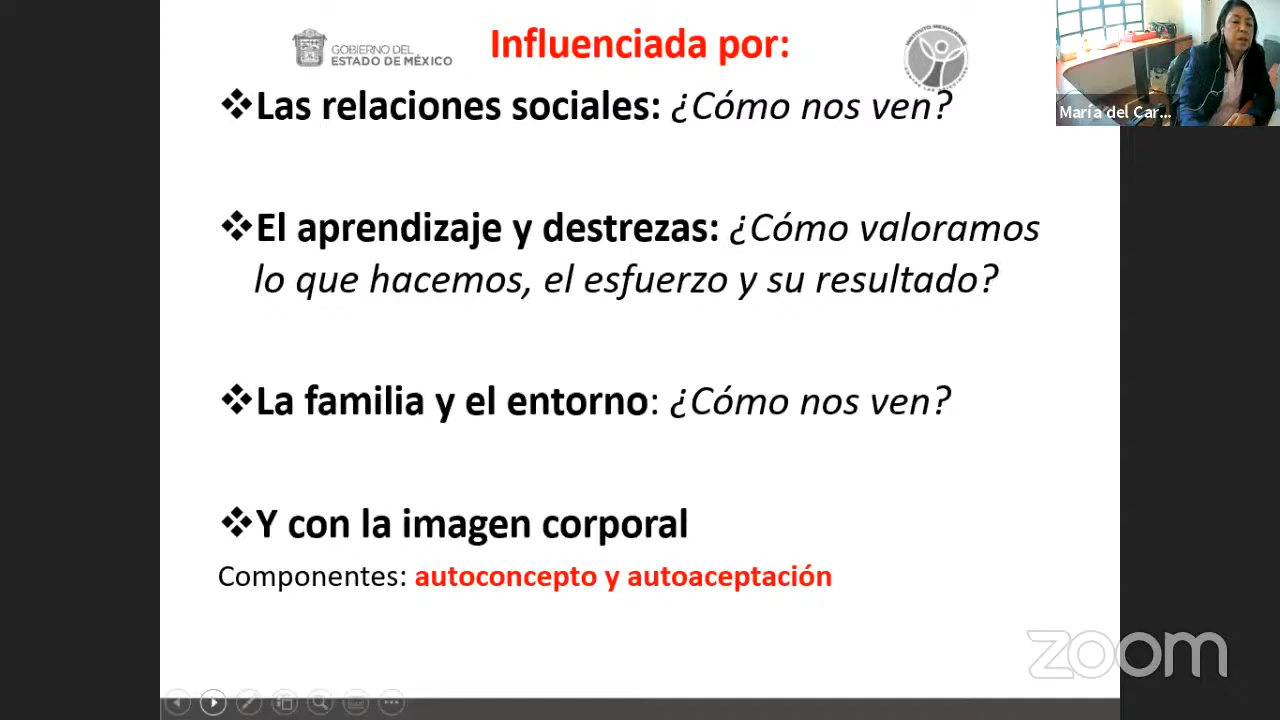 Influenciada por:
GOBIERNO DEL
ESTADO DE MÉXICO
❖Las relaciones sociales: ¿Cómo nos ven?
María del Car...
❖El aprendizaje y destrezas: ¿Cómo valoramos
lo que hacemos, el esfuerzo y su resultado?
❖La familia y el entorno: ¿Cómo nos ven?
❖Y con la imagen corporal
Componentes: autoconcepto y autoaceptación
zoom